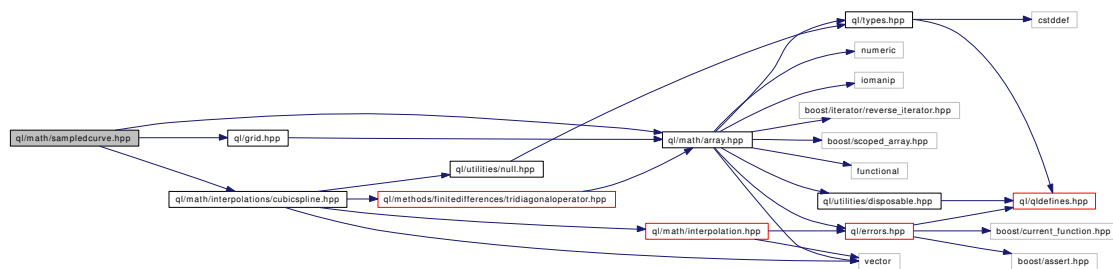 ql/types.hpp
cstddef
numeric
iomanip
boost/iterator/reverse_iterator.hpp
ql/math/sampledcurve.hpp
ql/grid.hpp
ql/math/array.hpp
boost/scoped_array.hpp
ql/utilities/null.hpp
functional
ql/math/interpolations/cubicspline.hpp
ql/methods/finitedifferences/tridiagonaloperator.hpp
ql/utilities/disposable.hpp
ql/qldefines.hpp
ql/math/interpolation.hpp
ql/errors.hpp
boost/current_function.hpp
vector
boost/assert.hpp